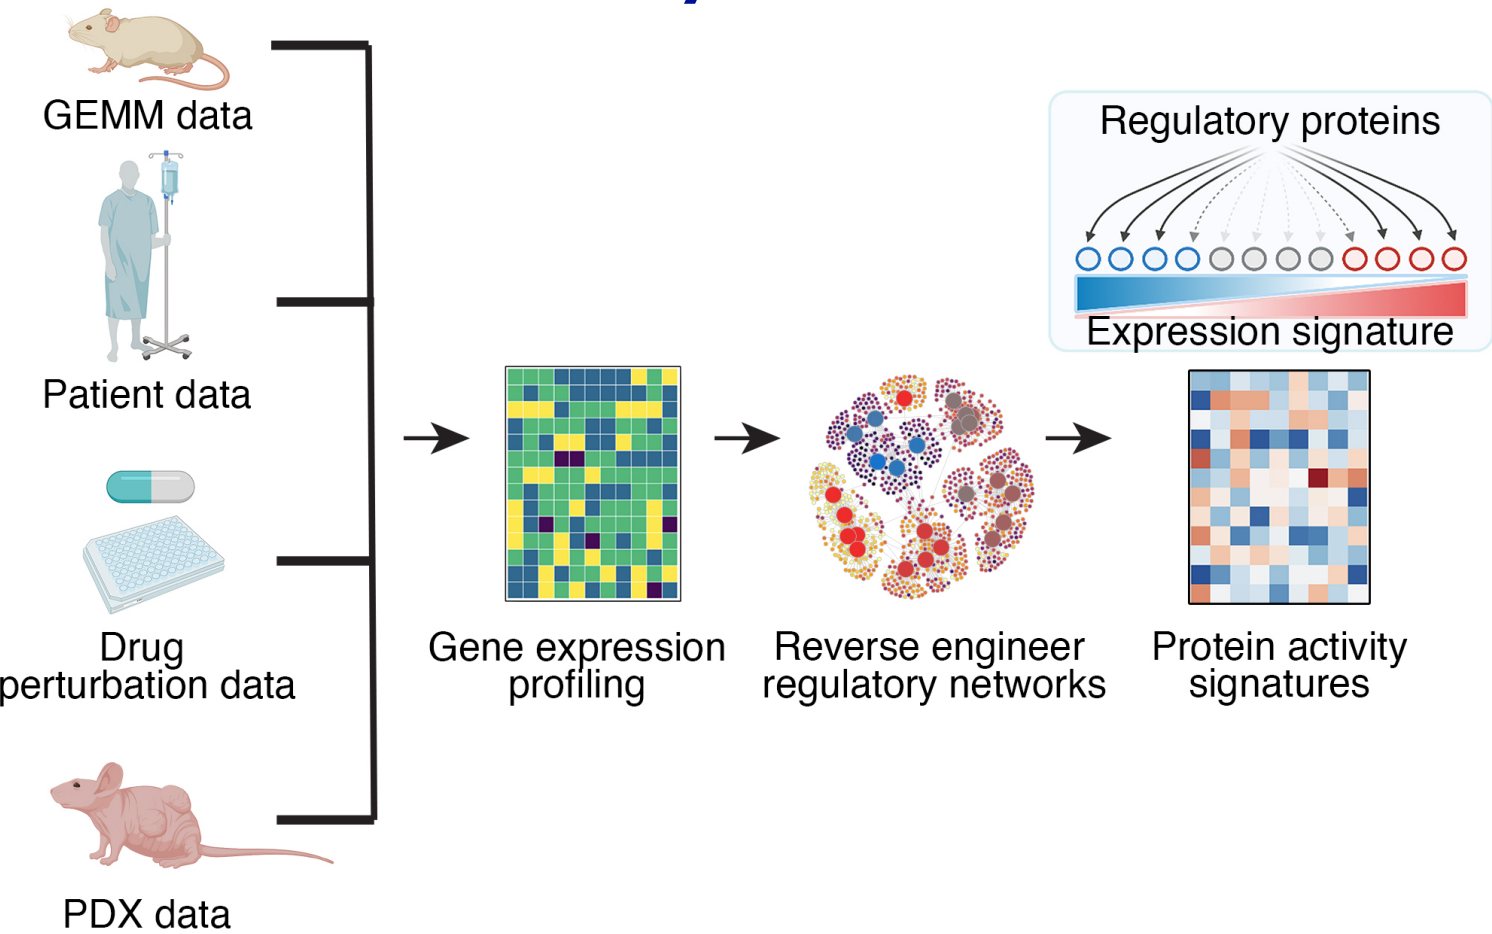 GEMM data
Patient data
Drug
perturbation data
PDX data
Gene expression
profiling
Reverse engineer
regulatory networks
Regulatory proteins
Expression signature
Protein activity
signatures